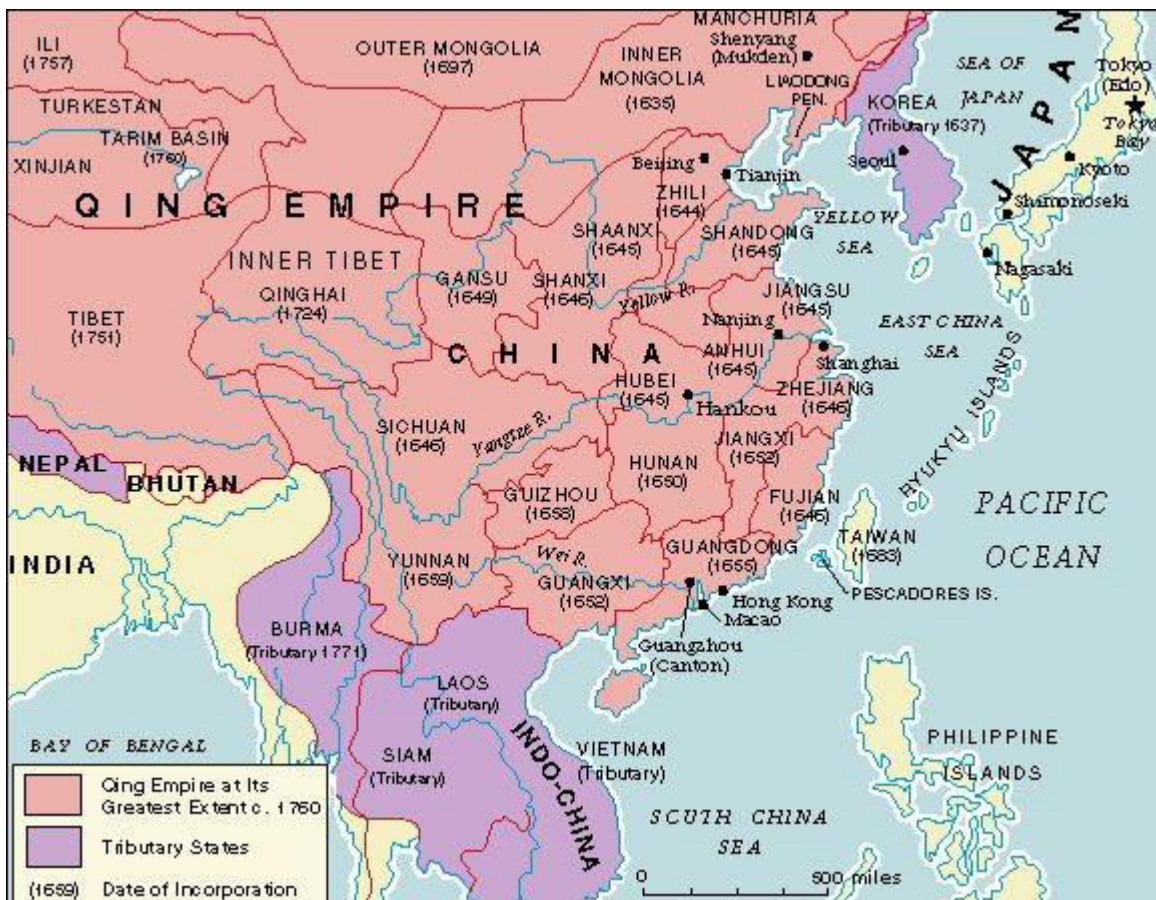 MANCHURIA
Shenyang
(Mukden)
ILI
(1757)
OUTER MONGOLIA
(1697)
INNER
MONGOLIA
(1635)
LIAODONG
PEN.
SEA OF
JAPAN
JAPAN
Tokyo
(Edo)
Tokyo
Bay
TURKESTAN
TARIM BASIN
(1760)
XINJIAN
KOREA
(Tributary 1637)
Seoul
Beijing
Tianjin
Kyoto
Shimonoseki
Nagasaki
QING EMPIRE
ZHILI
(1644)
SHAANXI
(1645)
SHANDONG
(1645)
YELLOW
SEA
INNER TIBET
QINGHAI
(1724)
GANSU
(1649)
SHANXI
(1646)
Yellow R.
JIANGSU
(1645)
TIBET
(1751)
Nanjing
EAST CHINA
SEA
CHINA
ANHUI
(1645)
Shanghai
HUBEI
(1645)
Hankou
ZHEJIANG
(1646)
RYUKYU ISLANDS
SICHUAN
(1646)
Yangtze R.
JIANGXI
(1652)
NEPAL
BHUTAN
HUNAN
(1650)
GUIZHOU
(1658)
FUJIAN
(1646)
PACIFIC
OCEAN
INDIA
YUNNAN
(1659)
Wei R.
GUANGXI
(1652)
GUANGDONG
(1655)
TAIWAN
(1683)
PESCADORES IS.
Hong Kong
Macao
Guangzhou
(Canton)
BURMA
(Tributary 1771)
LAOS
(Tributary)
SIAM
(Tributary)
INDO-CHINA
VIETNAM
(Tributary)
PHILIPPINE
ISLANDS
BAY OF BENGAL
SOUTH CHINA
SEA
0 500 miles
Qing Empire at Its
Greatest Extent c. 1760
Tributary States
(1659) Date of Incorporation